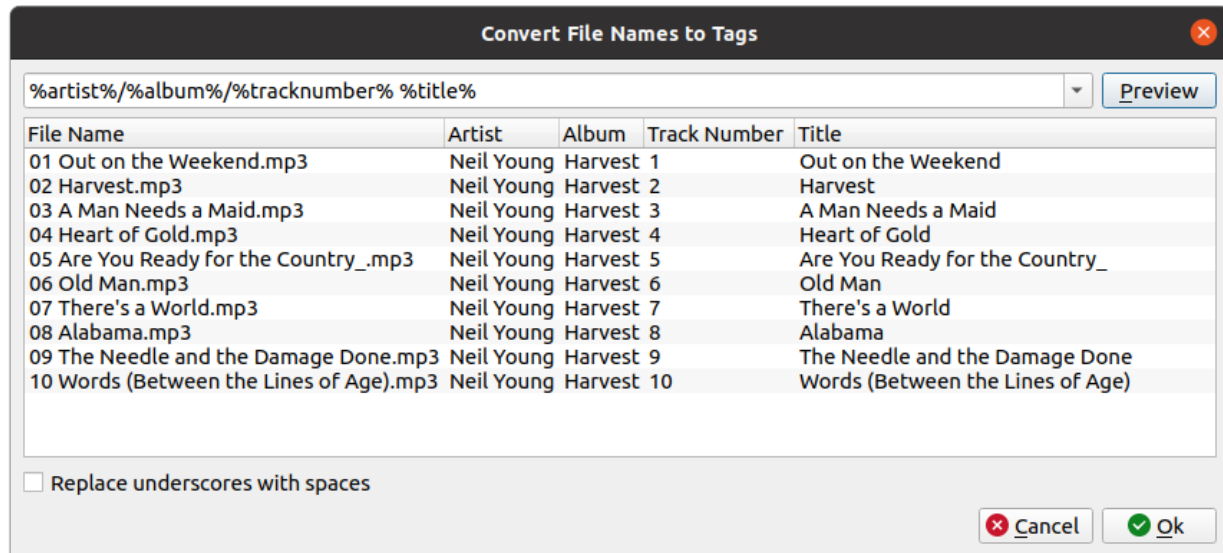 Convert File Names to Tags
%artist%/%album%/%tracknumber% %title%
Preview
File Name Artist Album Track Number Title
01 Out on the Weekend.mp3 Neil Young Harvest 1 Out on the Weekend
02 Harvest.mp3 Neil Young Harvest 2 Harvest
03 A Man Needs a Maid.mp3 Neil Young Harvest 3 A Man Needs a Maid
04 Heart of Gold.mp3 Neil Young Harvest 4 Heart of Gold
05 Are You Ready for the Country_.mp3 Neil Young Harvest 5 Are You Ready for the Country_
06 Old Man.mp3 Neil Young Harvest 6 Old Man
07 There's a World.mp3 Neil Young Harvest 7 There's a World
08 Alabama.mp3 Neil Young Harvest 8 Alabama
09 The Needle and the Damage Done.mp3 Neil Young Harvest 9 The Needle and the Damage Done
10 Words (Between the Lines of Age).mp3 Neil Young Harvest 10 Words (Between the Lines of Age)
Replace underscores with spaces
Cancel Ok